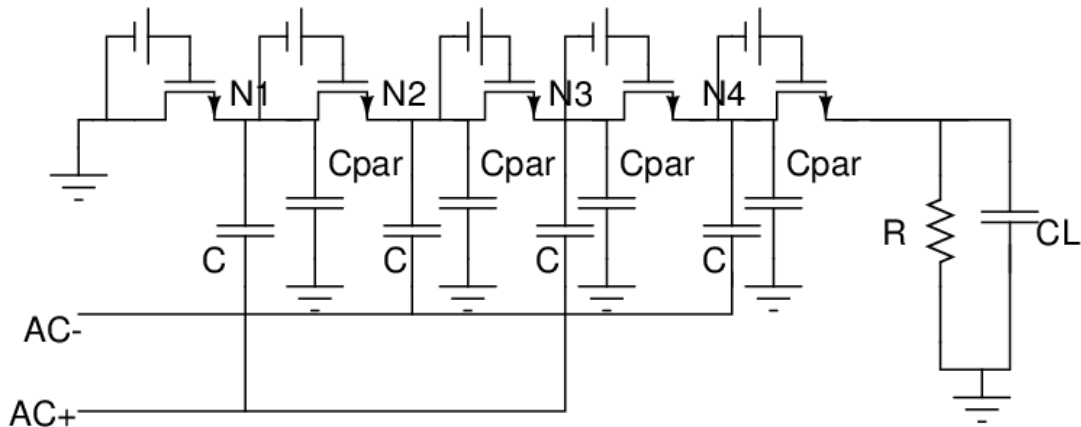 N1 N2 N3 N4
Cpar Cpar Cpar Cpar
C C C C R CL
AC-
AC+